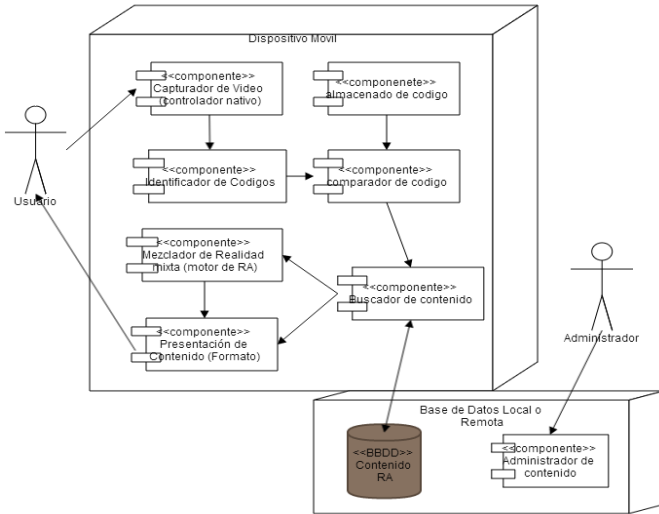 Dispositivo Movil
<<componente>>
Capturador de Video
(controlador nativo)
<<componenete>>
almacenado de codigo
<<componente>>
Identificador de Codigos
<<componente>>
comparador de codigo
Usuario
<<componente>>
Mezclador de Realidad
mixta (motor de RA)
<<componente>>
Buscador de contenido
<<componente>>
Presentación de
Contenido (Formato)
Administrador
Base de Datos Local o
Remota
<<BBDD>>
Contenido
RA
<<componente>>
Administrador de
contenido